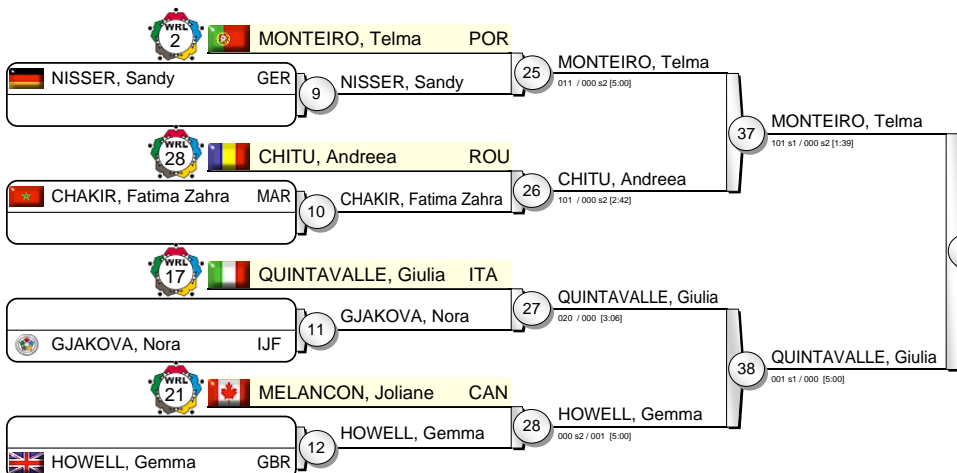 WRL 2 MONTEIRO, Telma POR
NISSER, Sandy GER
9 NISSER, Sandy
25 MONTEIRO, Telma
011 / 000 s2 [5:00]
WRL 28 CHITU, Andreea ROU
CHAKIR, Fatima Zahra MAR
10 CHAKIR, Fatima Zahra
26 CHITU, Andreea
101 / 000 s2 [2:42]
37 MONTEIRO, Telma
101 s1 / 000 s2 [1:39]
WRL 17 QUINTAVALLE, Giulia ITA
11 GJAKOVA, Nora
GJAKOVA, Nora IJF
27 QUINTAVALLE, Giulia
020 / 000 [3:06]
WRL 21 MELANCON, Joliane CAN
12 HOWELL, Gemma
HOWELL, Gemma GBR
28 HOWELL, Gemma
000 s2 / 001 [5:00]
38 QUINTAVALLE, Giulia
001 s1 / 000 [5:00]